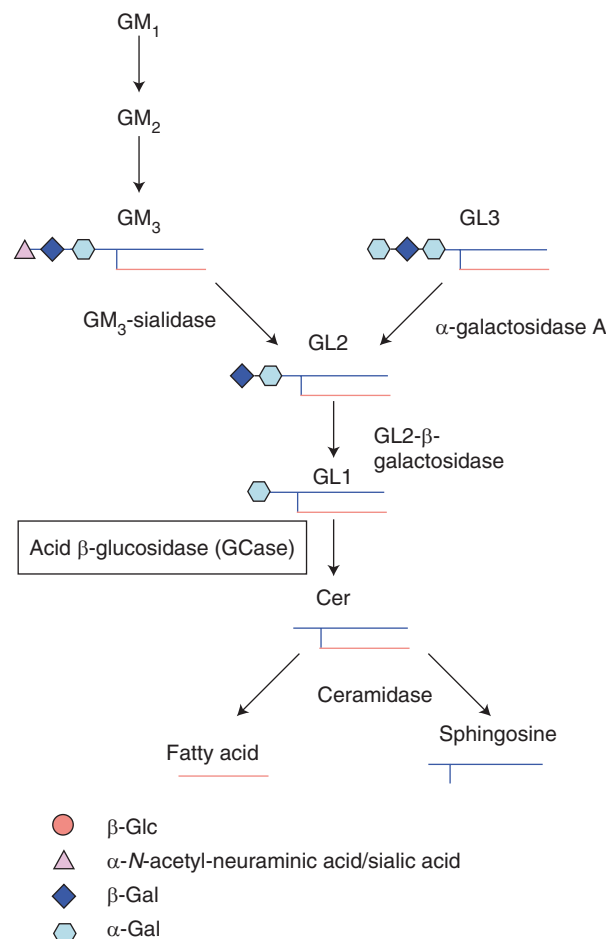 GM1
GM2
GM3
GL3
GM3-sialidase
α-galactosidase A
GL2
GL2-β-
galactosidase
GL1
Acid β-glucosidase (GCase)
Cer
Ceramidase
Fatty acid
Sphingosine
β-Glc
α-N-acetyl-neuraminic acid/sialic acid
β-Gal
α-Gal